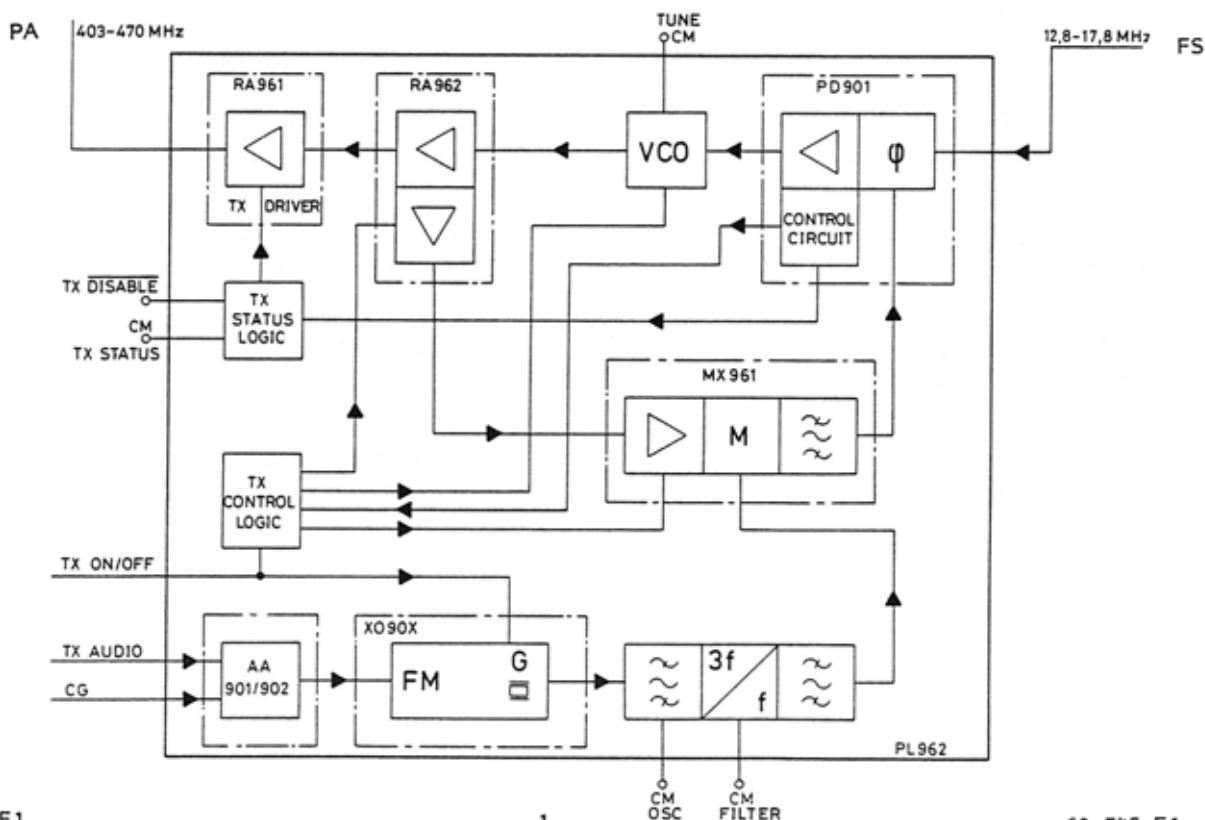 PA
403-470 MHz
TUNE
CM
12,8-17,8 MHz
FS
RA961
RA962
PD901
VCO
φ
TX DRIVER
CONTROL
CIRCUIT
TX DISABLE
CM
TX STATUS
TX
STATUS
LOGIC
MX961
M
TX
CONTROL
LOGIC
TX ON/OFF
XO90X
TX AUDIO
CG
AA
901/902
FM
G
3f
f
PL962
CM
OSC
CM
FILTER
1